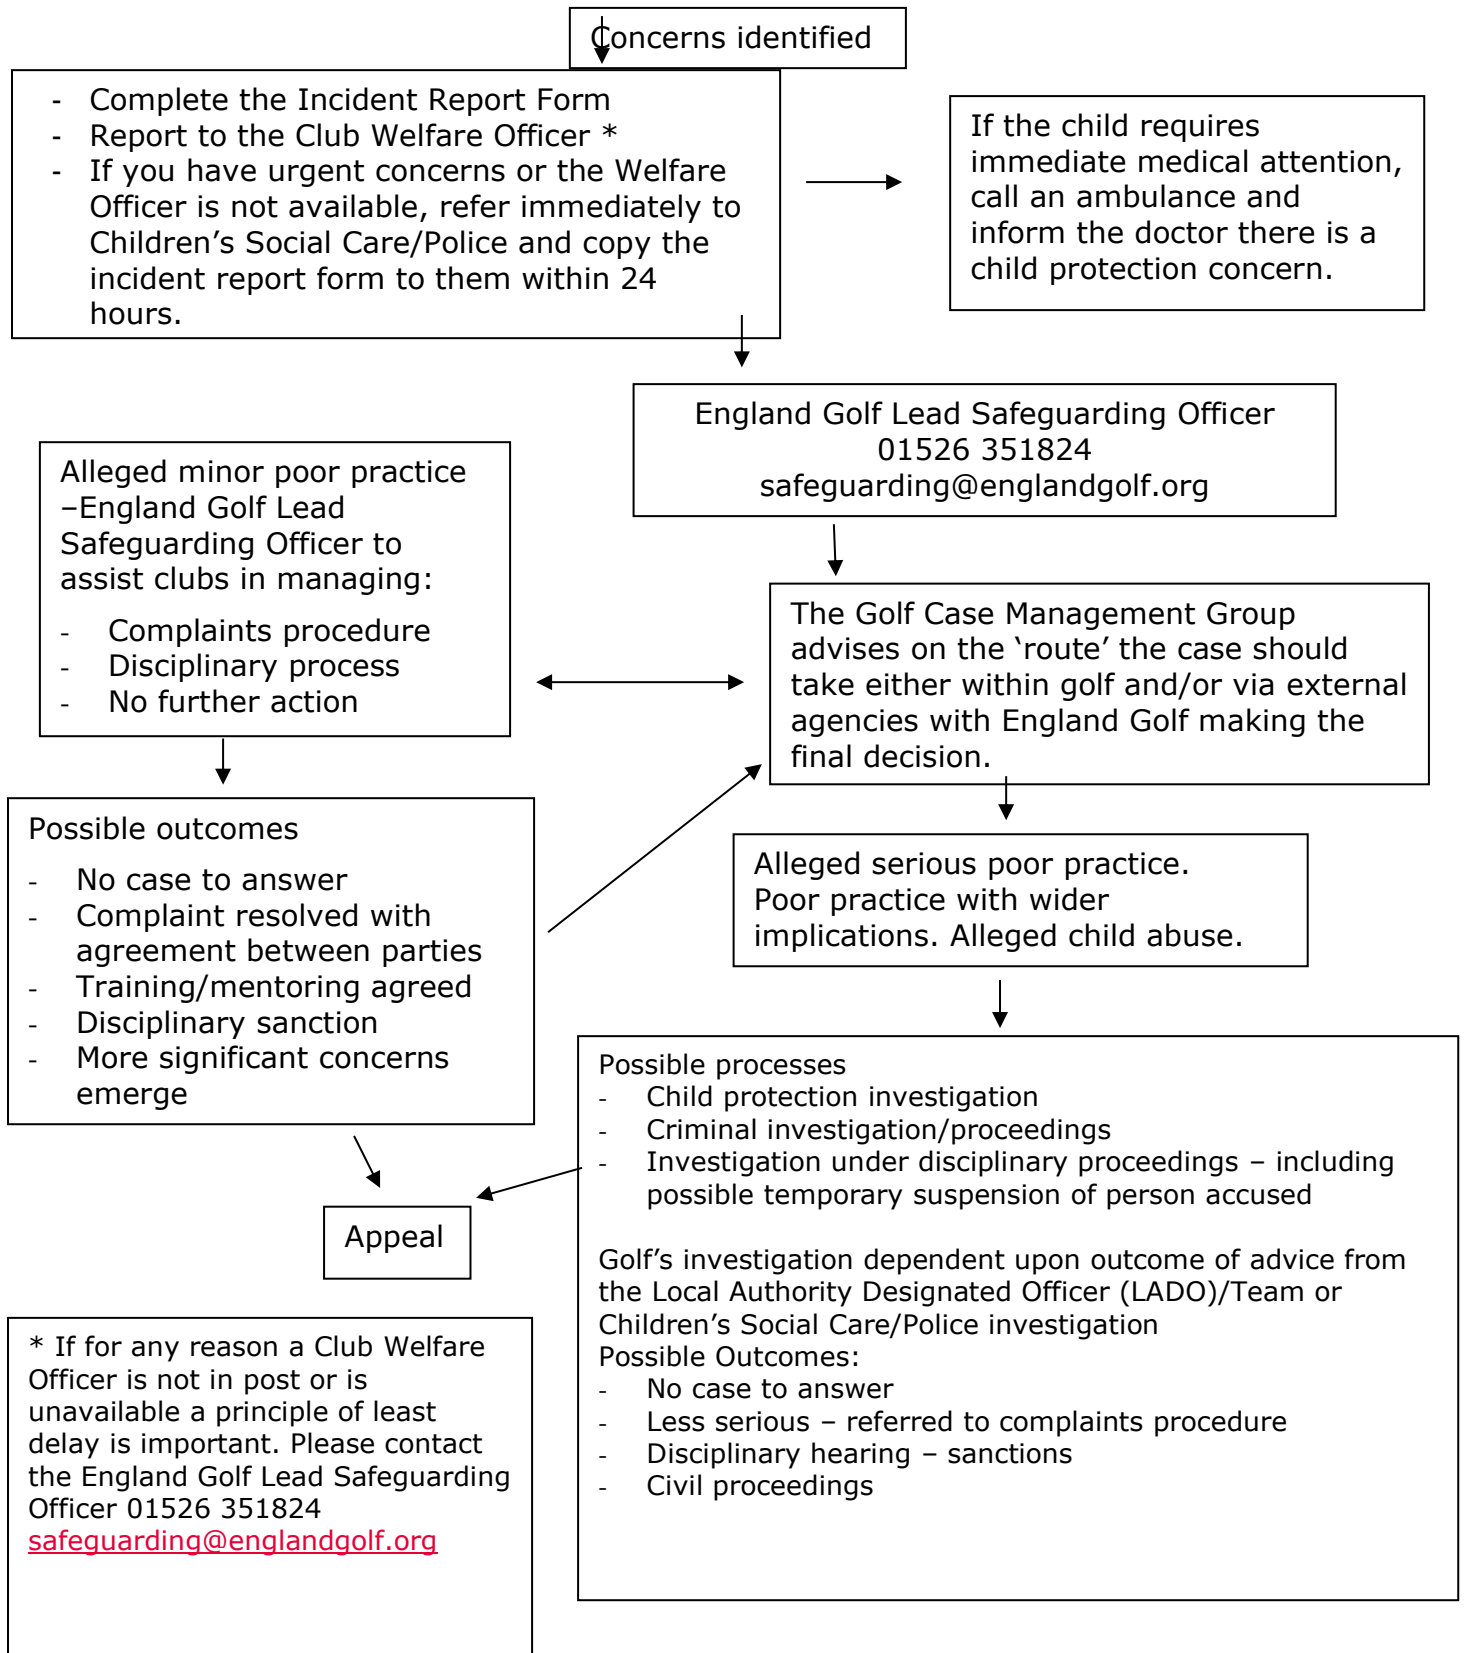 Concerns identified
- Complete the Incident Report Form
- Report to the Club Welfare Officer *
- If you have urgent concerns or the Welfare
Officer is not available, refer immediately to
Children’s Social Care/Police and copy the
incident report form to them within 24
hours.
If the child requires
immediate medical attention,
call an ambulance and
inform the doctor there is a
child protection concern.
England Golf Lead Safeguarding Officer
01526 351824
safeguarding@englandgolf.org
Alleged minor poor practice
–England Golf Lead
Safeguarding Officer to
assist clubs in managing:
- Complaints procedure
- Disciplinary process
- No further action
The Golf Case Management Group
advises on the ‘route’ the case should
take either within golf and/or via external
agencies with England Golf making the
final decision.
Possible outcomes
- No case to answer
- Complaint resolved with
agreement between parties
- Training/mentoring agreed
- Disciplinary sanction
- More significant concerns
emerge
Alleged serious poor practice.
Poor practice with wider
implications. Alleged child abuse.
Possible processes
- Child protection investigation
- Criminal investigation/proceedings
- Investigation under disciplinary proceedings – including
possible temporary suspension of person accused
Golf’s investigation dependent upon outcome of advice from
the Local Authority Designated Officer (LADO)/Team or
Children’s Social Care/Police investigation
Possible Outcomes:
- No case to answer
- Less serious – referred to complaints procedure
- Disciplinary hearing – sanctions
- Civil proceedings
Appeal
* If for any reason a Club Welfare
Officer is not in post or is
unavailable a principle of least
delay is important. Please contact
the England Golf Lead Safeguarding
Officer 01526 351824
safeguarding@englandgolf.org